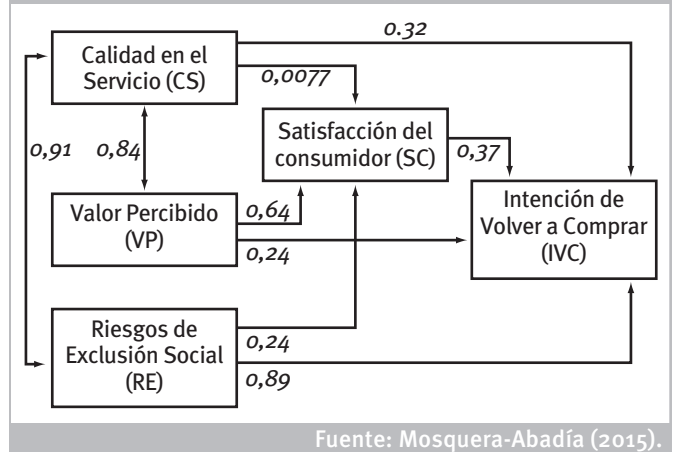 0.32
Calidad en el
Servicio (CS)
0,0077
Satisfacción del
consumidor (SC)
0,37
0,91
0,84
Intención de
Volver a Comprar
(IVC)
Valor Percibido
(VP)
0,64
0,24
Riesgos de
Exclusión Social
(RE)
0,24
0,89
Fuente: Mosquera-Abadía (2015).